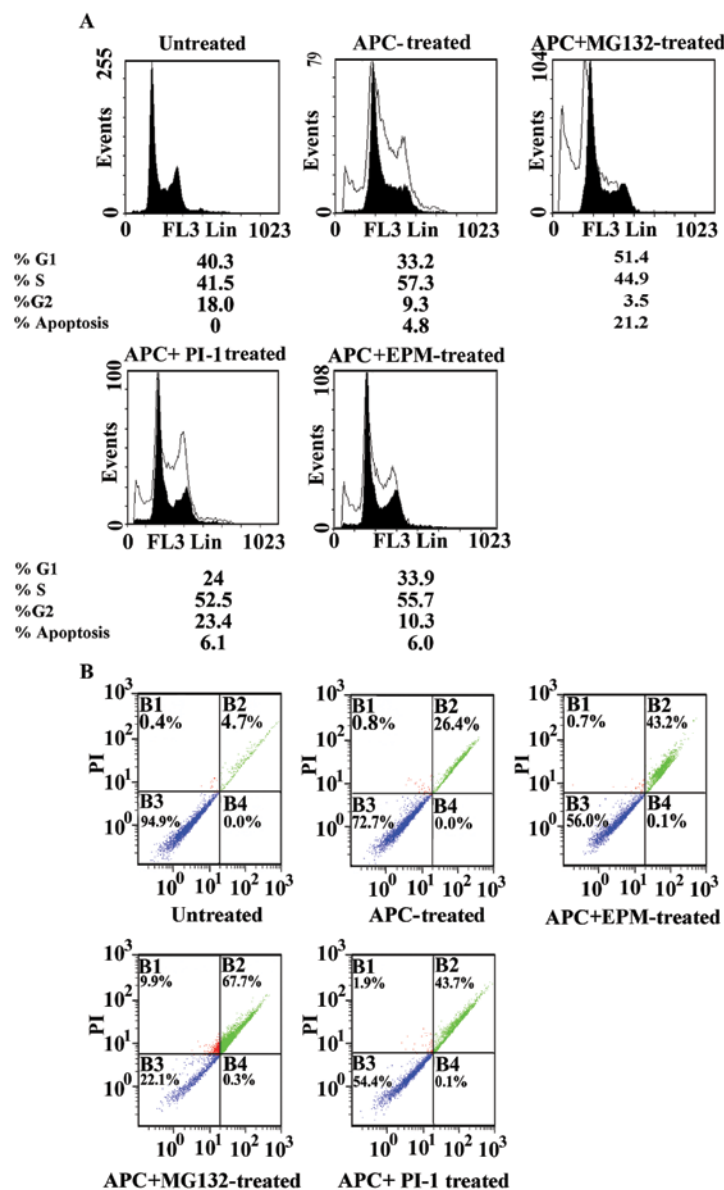 A
Untreated
APC-treated
APC+MG132-treated
255
Events
0 FL3 Lin 1023
79
Events
0 FL3 Lin 1023
104
Events
0 FL3 Lin 1023
% G1 40.3 33.2 51.4
% S 41.5 57.3 44.9
%G2 18.0 9.3 3.5
% Apoptosis 0 4.8 21.2
APC+ PI-1 treated
APC+EPM-treated
100
Events
0
0 FL3 Lin 1023
108
Events
0
0 FL3 Lin 1023
% G1 24 33.9
% S 52.5 55.7
%G2 23.4 10.3
% Apoptosis 6.1 6.0
B
10³
10²
10¹
10⁰
PI
B1 B2
0.4% 4.7%
B3 B4
94.9% 0.0%
10⁰ 10¹ 10² 10³
Untreated
10³
10²
10¹
10⁰
PI
B1 B2
0.8% 26.4%
B3 B4
72.7% 0.0%
10⁰ 10¹ 10² 10³
APC-treated
10³
10²
10¹
10⁰
PI
B1 B2
0.7% 43.2%
B3 B4
56.0% 0.1%
10⁰ 10¹ 10² 10³
APC+EPM-treated
10³
10²
10¹
10⁰
PI
B1 B2
9.9% 67.7%
B3 B4
22.1% 0.3%
10⁰ 10¹ 10² 10³
APC+MG132-treated
10³
10²
10¹
10⁰
PI
B1 B2
1.9% 43.7%
B3 B4
54.4% 0.1%
10⁰ 10¹ 10² 10³
APC+ PI-1 treated